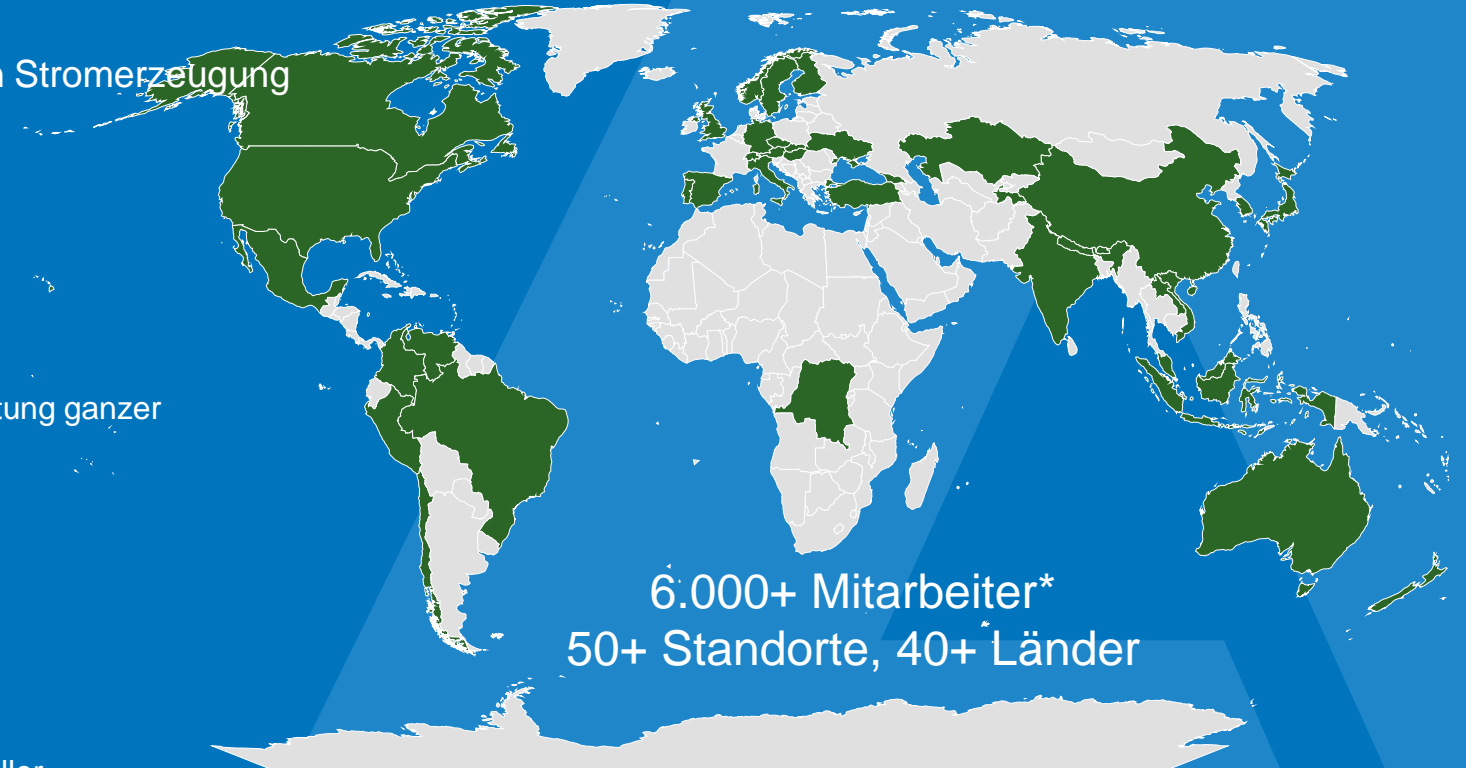 Stromerzeugung
tung ganzer
6.000+ Mitarbeiter*
50+ Standorte, 40+ Länder